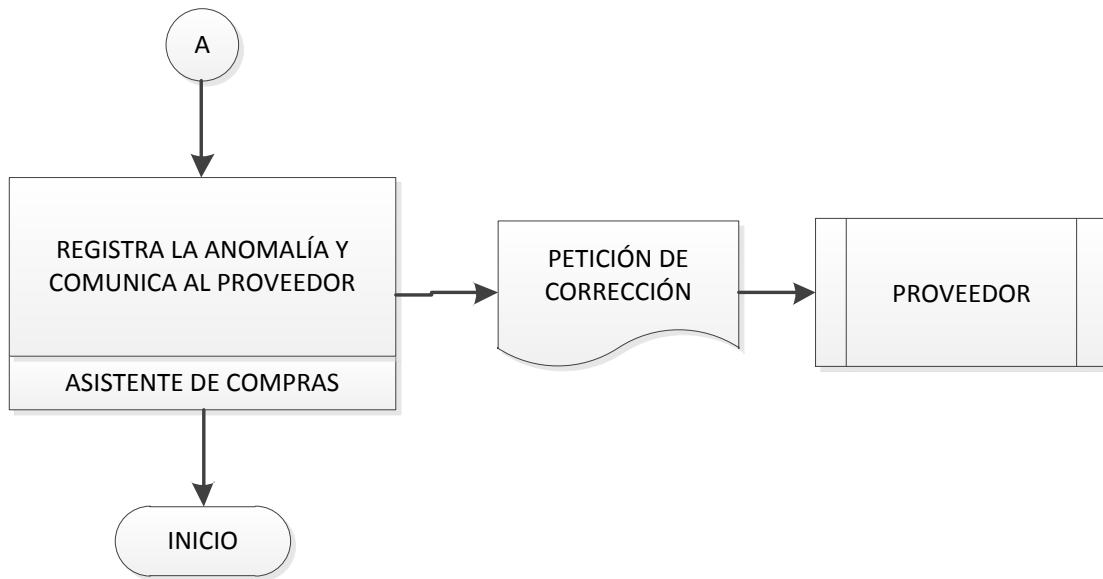 A
REGISTRA LA ANOMALÍA Y
COMUNICA AL PROVEEDOR
ASISTENTE DE COMPRAS
PETICIÓN DE
CORRECCIÓN
PROVEEDOR
INICIO